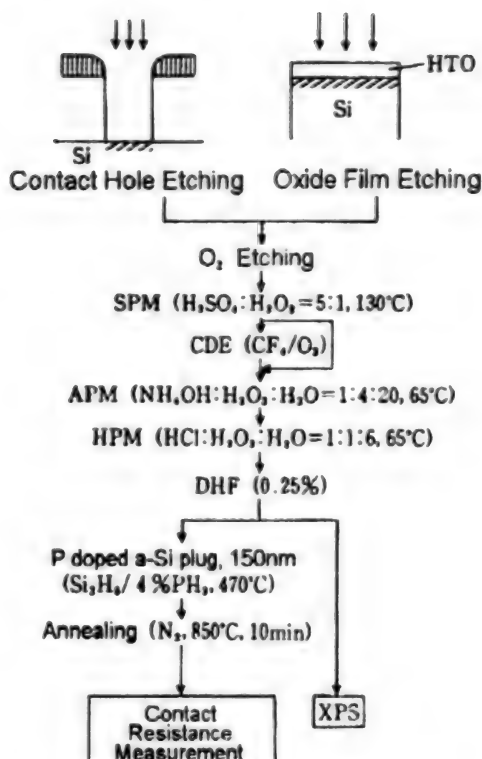 HTO
Si
Si
Contact Hole Etching
Oxide Film Etching
O₂ Etching
SPM (H₂SO₄:H₂O₂=5:1, 130℃)
CDE (CF₄/O₂)
APM (NH₄OH:H₂O₂:H₂O=1:4:20, 65℃)
HPM (HCl:H₂O₂:H₂O=1:1:6, 65℃)
DHF (0.25%)
P doped a-Si plug, 150nm
(Si₂H₆/ 4%PH₃, 470℃)
Annealing (N₂, 850℃, 10min)
Contact
Resistance
Measurement
XPS